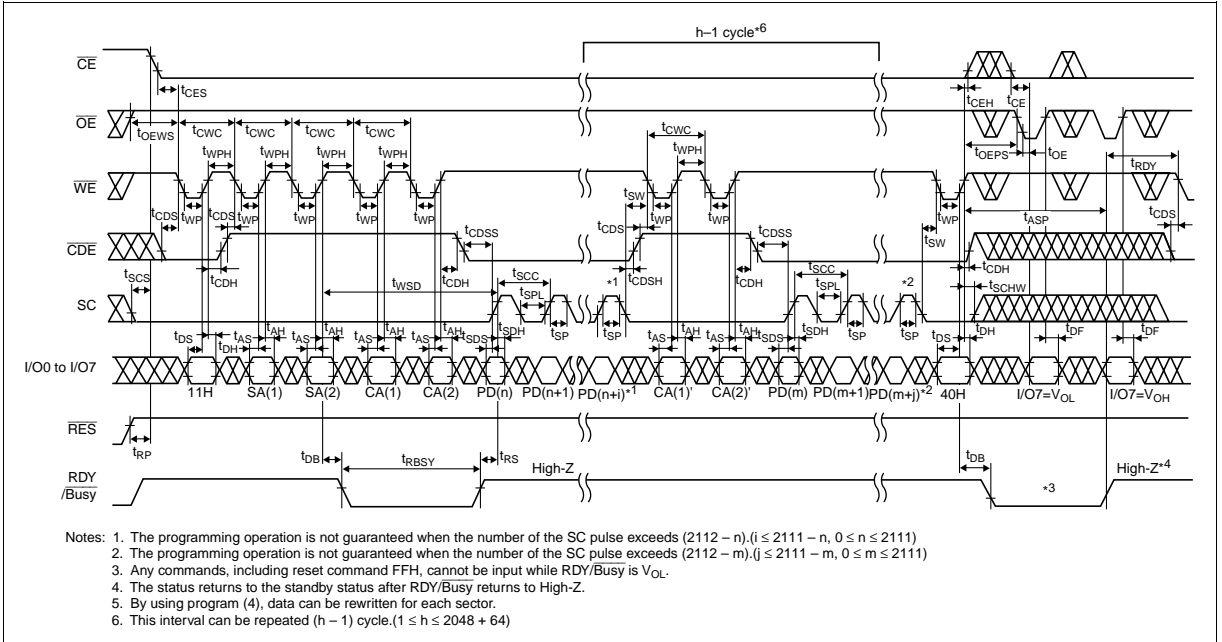 h–1 cycle*6
CE
tCES tCEH tCE
OE
tOEWS tCWC tCWC tCWC tCWC tCWC
tWPH tWPH tWPH tWPH tWPH tOEPS tOE tRDY
WE
tCDS tWP tCDS tWP tWP tWP tWP tSW tWP tWP tWP tASP
tCDSS tCDS tCDSS tSW tCDS
CDE
tSCS tCDH tCDH tCDSH tCDH tCDH
tWSD tSCC *1 tSCC *2 tSCHW
tSPL tSPL
SC
tDS tDH tAS tAH tAS tAH tAS tAH tAS tAH tSDS tSDH tSP tSP tAS tAH tAS tAH tSDS tSDH tSP tSP tDS tDH tDF tDF
I/O0 to I/O7
11H SA(1) SA(2) CA(1) CA(2) PD(n) PD(n+1) PD(n+i)*1 CA(1)' CA(2)' PD(m) PD(m+1) PD(m+j)*2 40H I/O7=VOL I/O7=VOH
RES
tRP
tDB tRBSY tRS High-Z tDB *3 High-Z*4
RDY
/Busy
Notes: 1. The programming operation is not guaranteed when the number of the SC pulse exceeds (2112 – n).(i ≤ 2111 – n, 0 ≤ n ≤ 2111)
2. The programming operation is not guaranteed when the number of the SC pulse exceeds (2112 – m).(j ≤ 2111 – m, 0 ≤ m ≤ 2111)
3. Any commands, including reset command FFH, cannot be input while RDY/Busy is VOL.
4. The status returns to the standby status after RDY/Busy returns to High-Z.
5. By using program (4), data can be rewritten for each sector.
6. This interval can be repeated (h – 1) cycle.(1 ≤ h ≤ 2048 + 64)